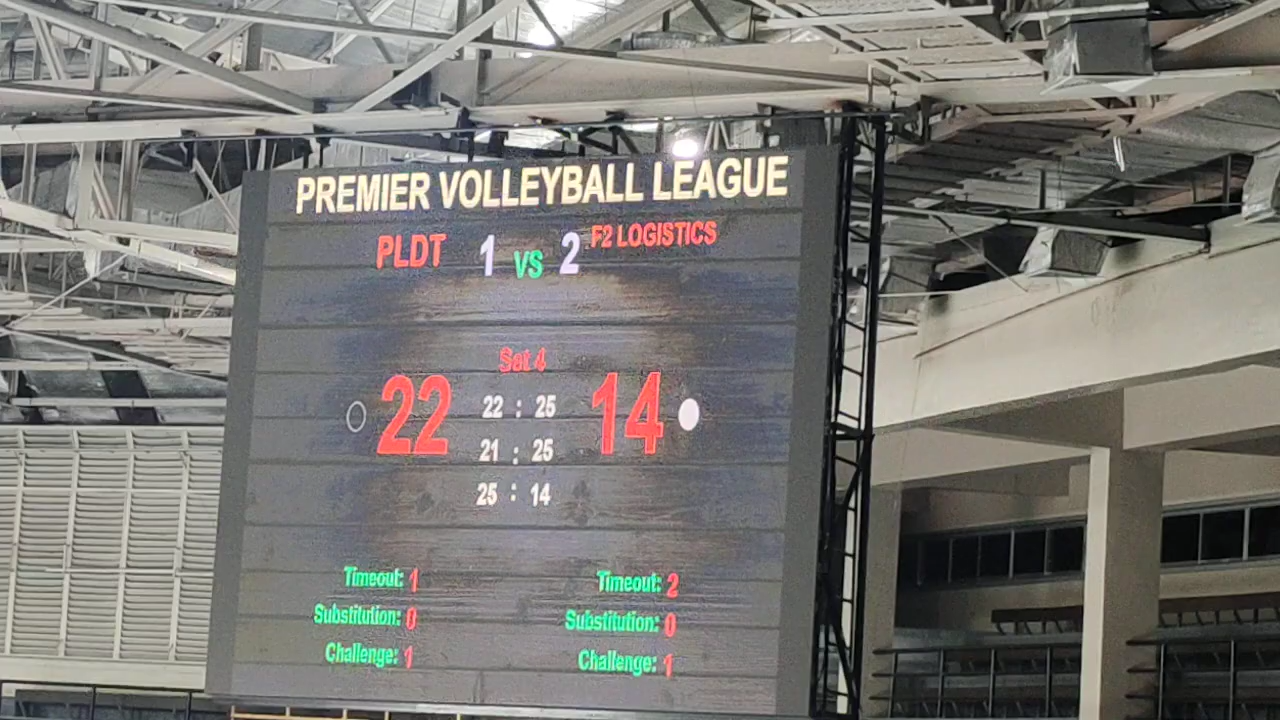 PREMIER VOLLEYBALL LEAGUE
PLDT 1 VS 2 F2 LOGISTICS
Set 4
22 14
22 : 25
21 : 25
25 : 14
Timeout: 1 Timeout: 2
Substitution: 0 Substitution: 0
Challenge: 1 Challenge: 1